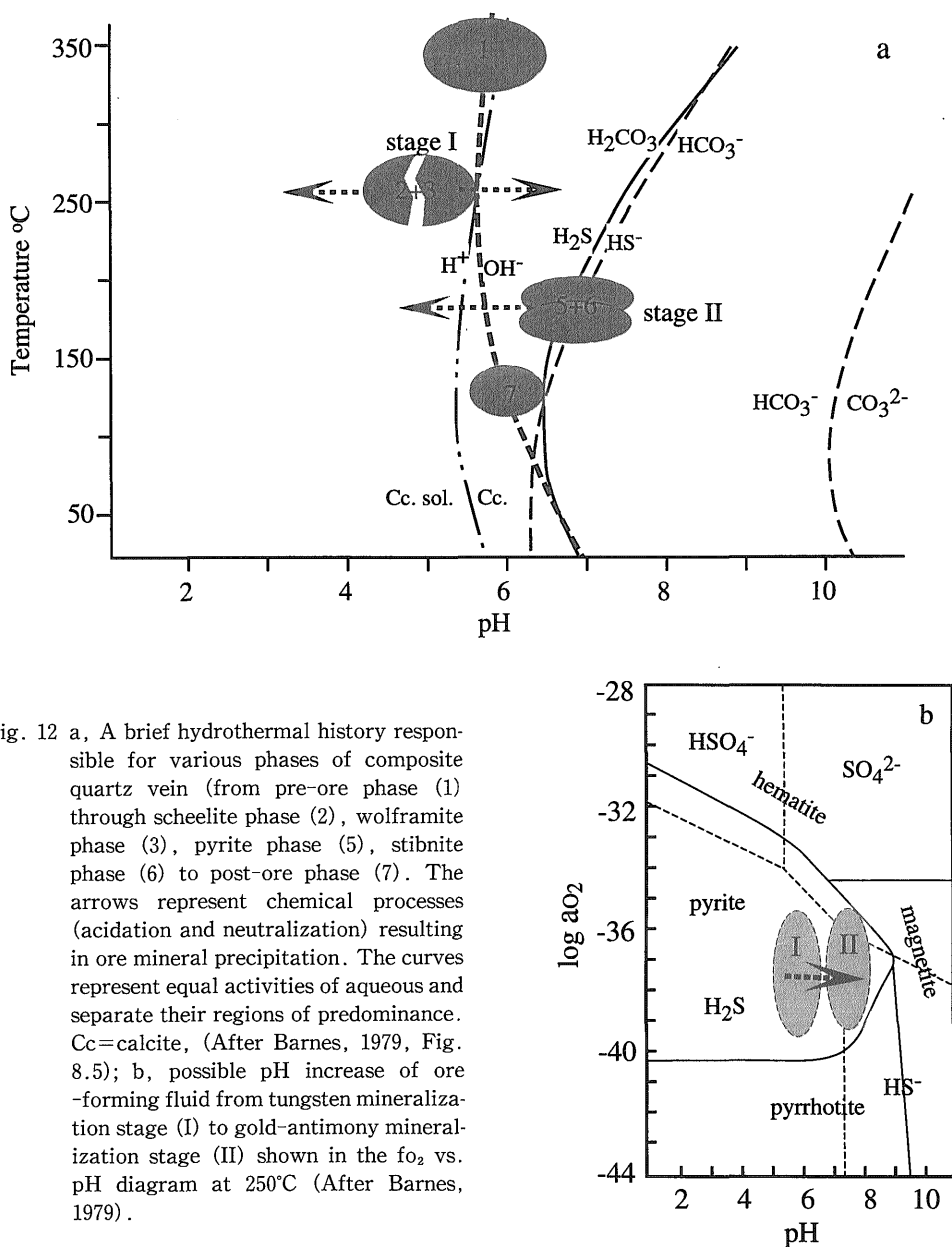 a
350
250
150
50
Temperature °C
1
stage I
2+3
H₂CO₃
HCO₃⁻
H₂S
HS⁻
H⁺
OH⁻
5+6
stage II
7
HCO₃⁻
CO₃²⁻
Cc. sol.
Cc.
2
4
6
8
10
pH
ig. 12 a, A brief hydrothermal history respon-
sible for various phases of composite
quartz vein (from pre-ore phase (1)
through scheelite phase (2), wolframite
phase (3), pyrite phase (5), stibnite
phase (6) to post-ore phase (7). The
arrows represent chemical processes
(acidation and neutralization) resulting
in ore mineral precipitation. The curves
represent equal activities of aqueous and
separate their regions of predominance.
Cc=calcite, (After Barnes, 1979, Fig.
8.5); b, possible pH increase of ore
-forming fluid from tungsten mineraliza-
tion stage (I) to gold-antimony mineral-
ization stage (II) shown in the fo₂ vs.
pH diagram at 250°C (After Barnes,
1979).
b
-28
-32
-36
-40
-44
log ao₂
HSO₄⁻
SO₄²⁻
hematite
pyrite
magnetite
I
II
H₂S
HS⁻
pyrrhotite
2
4
6
8
10
pH